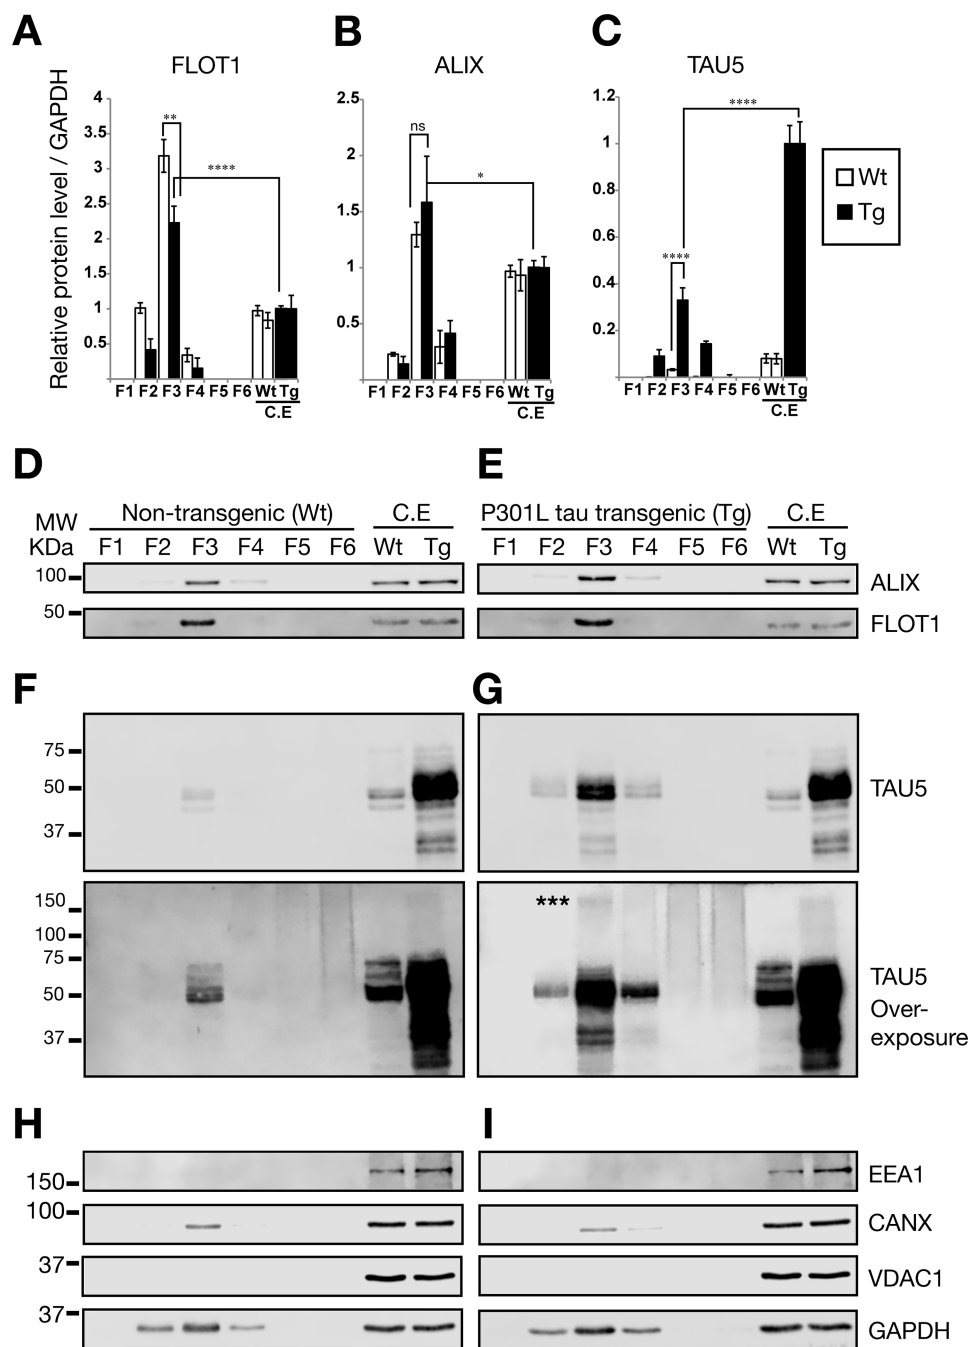 A B C
FLOT1 ALIX TAU5
Relative protein level / GAPDH
4
3.5
3
2.5
2
1.5
1
0.5
** ****
F1 F2 F3 F4 F5 F6 Wt Tg
C.E
2.5
2
1.5
1
0.5
ns *
F1 F2 F3 F4 F5 F6 Wt Tg
C.E
1.2
1
0.8
0.6
0.4
0.2
**** ****
F1 F2 F3 F4 F5 F6 Wt Tg
C.E
Wt
Tg
D E
MW
KDa
Non-transgenic (Wt) C.E
F1 F2 F3 F4 F5 F6 Wt Tg
P301L tau transgenic (Tg) C.E
F1 F2 F3 F4 F5 F6 Wt Tg
100 ALIX
50 FLOT1
F G
75
50 TAU5
37
150 ***
100
75
50
37
TAU5
Over-
exposure
H I
150 EEA1
100 CANX
37 VDAC1
37 GAPDH